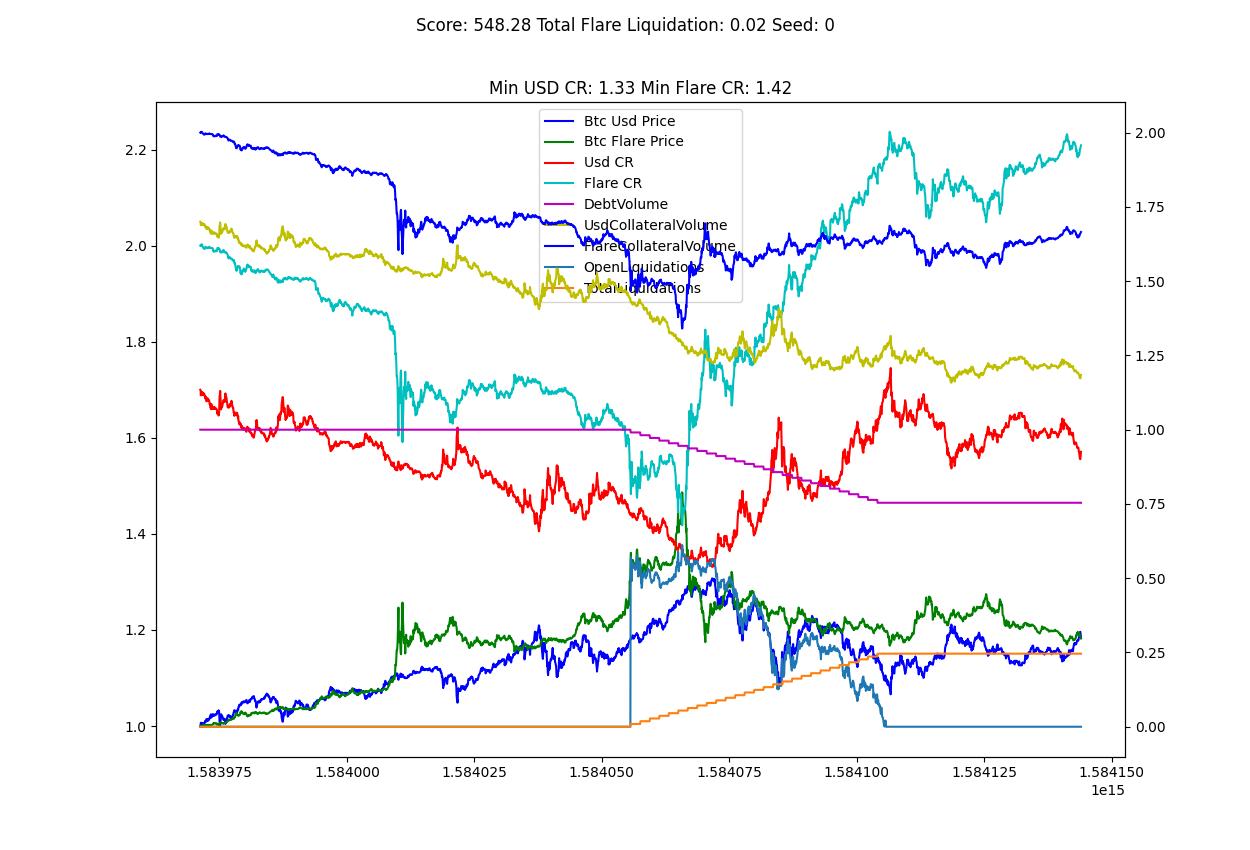 Score: 548.28 Total Flare Liquidation: 0.02 Seed: 0
Min USD CR: 1.33 Min Flare CR: 1.42
Btc Usd Price
Btc Flare Price
Usd CR
Flare CR
DebtVolume
UsdCollateralVolume
FlareCollateralVolume
OpenLiquidations
TotalLiquidations
2.2
2.0
1.8
1.6
1.4
1.2
1.0
2.00
1.75
1.50
1.25
1.00
0.75
0.50
0.25
0.00
1.583975 1.584000 1.584025 1.584050 1.584075 1.584100 1.584125 1.584150
1e15